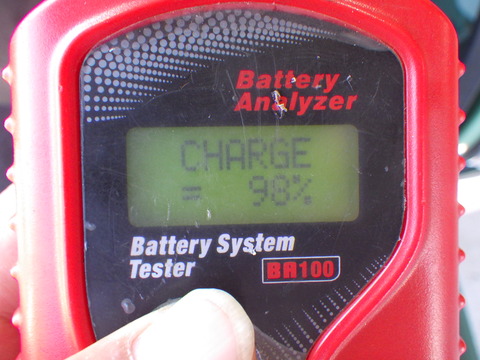 Battery
Analyzer
CHARGE
= 98%
Battery System
Tester
BA100